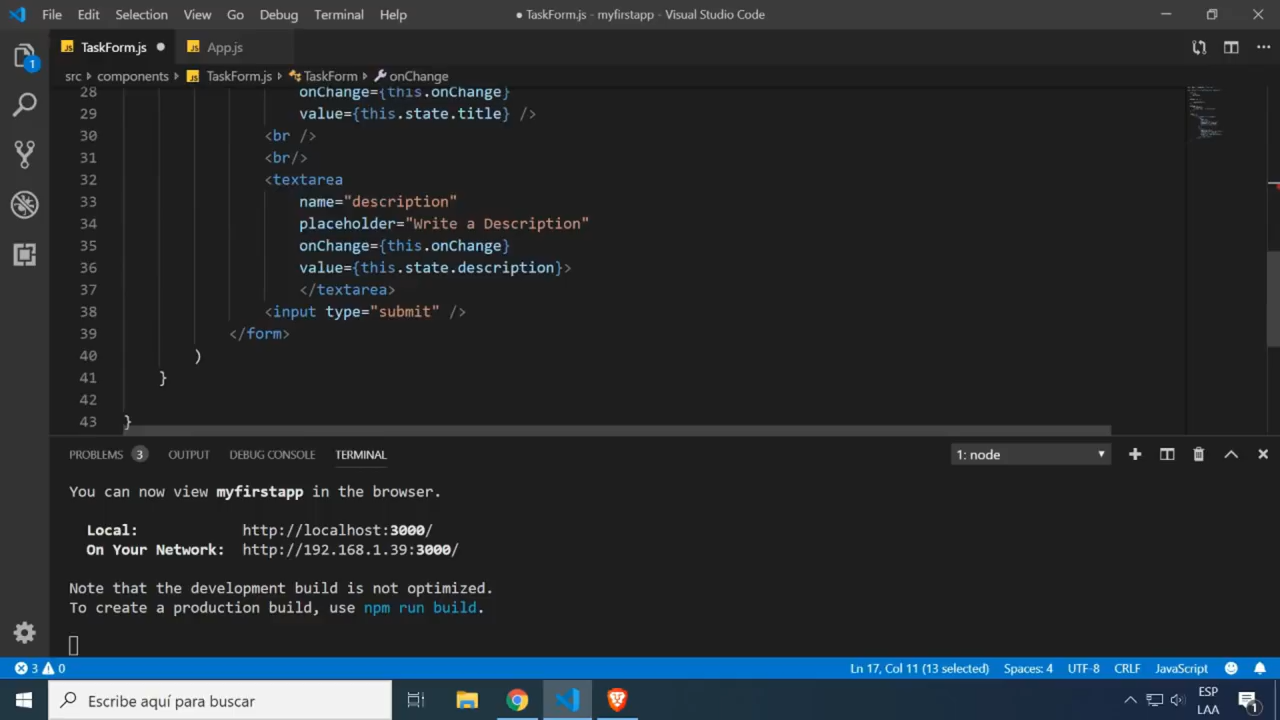 File Edit Selection View Go Debug Terminal Help ● TaskForm.js - myfirstapp - Visual Studio Code
JS TaskForm.js ● JS App.js
src components JS TaskForm.js TaskForm onChange
28 onChange={this.onChange}
29 value={this.state.title} />
30 <br />
31 <br/>
32 <textarea
33 name="description"
34 placeholder="Write a Description"
35 onChange={this.onChange}
36 value={this.state.description}>
37 </textarea>
38 <input type="submit" />
39 </form>
40 )
41 }
42
43 }
PROBLEMS 3 OUTPUT DEBUG CONSOLE TERMINAL 1: node
You can now view myfirstapp in the browser.
Local: http://localhost:3000/
On Your Network: http://192.168.1.39:3000/
Note that the development build is not optimized.
To create a production build, use npm run build.
1
3 0 Ln 17, Col 11 (13 selected) Spaces: 4 UTF-8 CRLF JavaScript
Escribe aquí para buscar
ESP
LAA
1